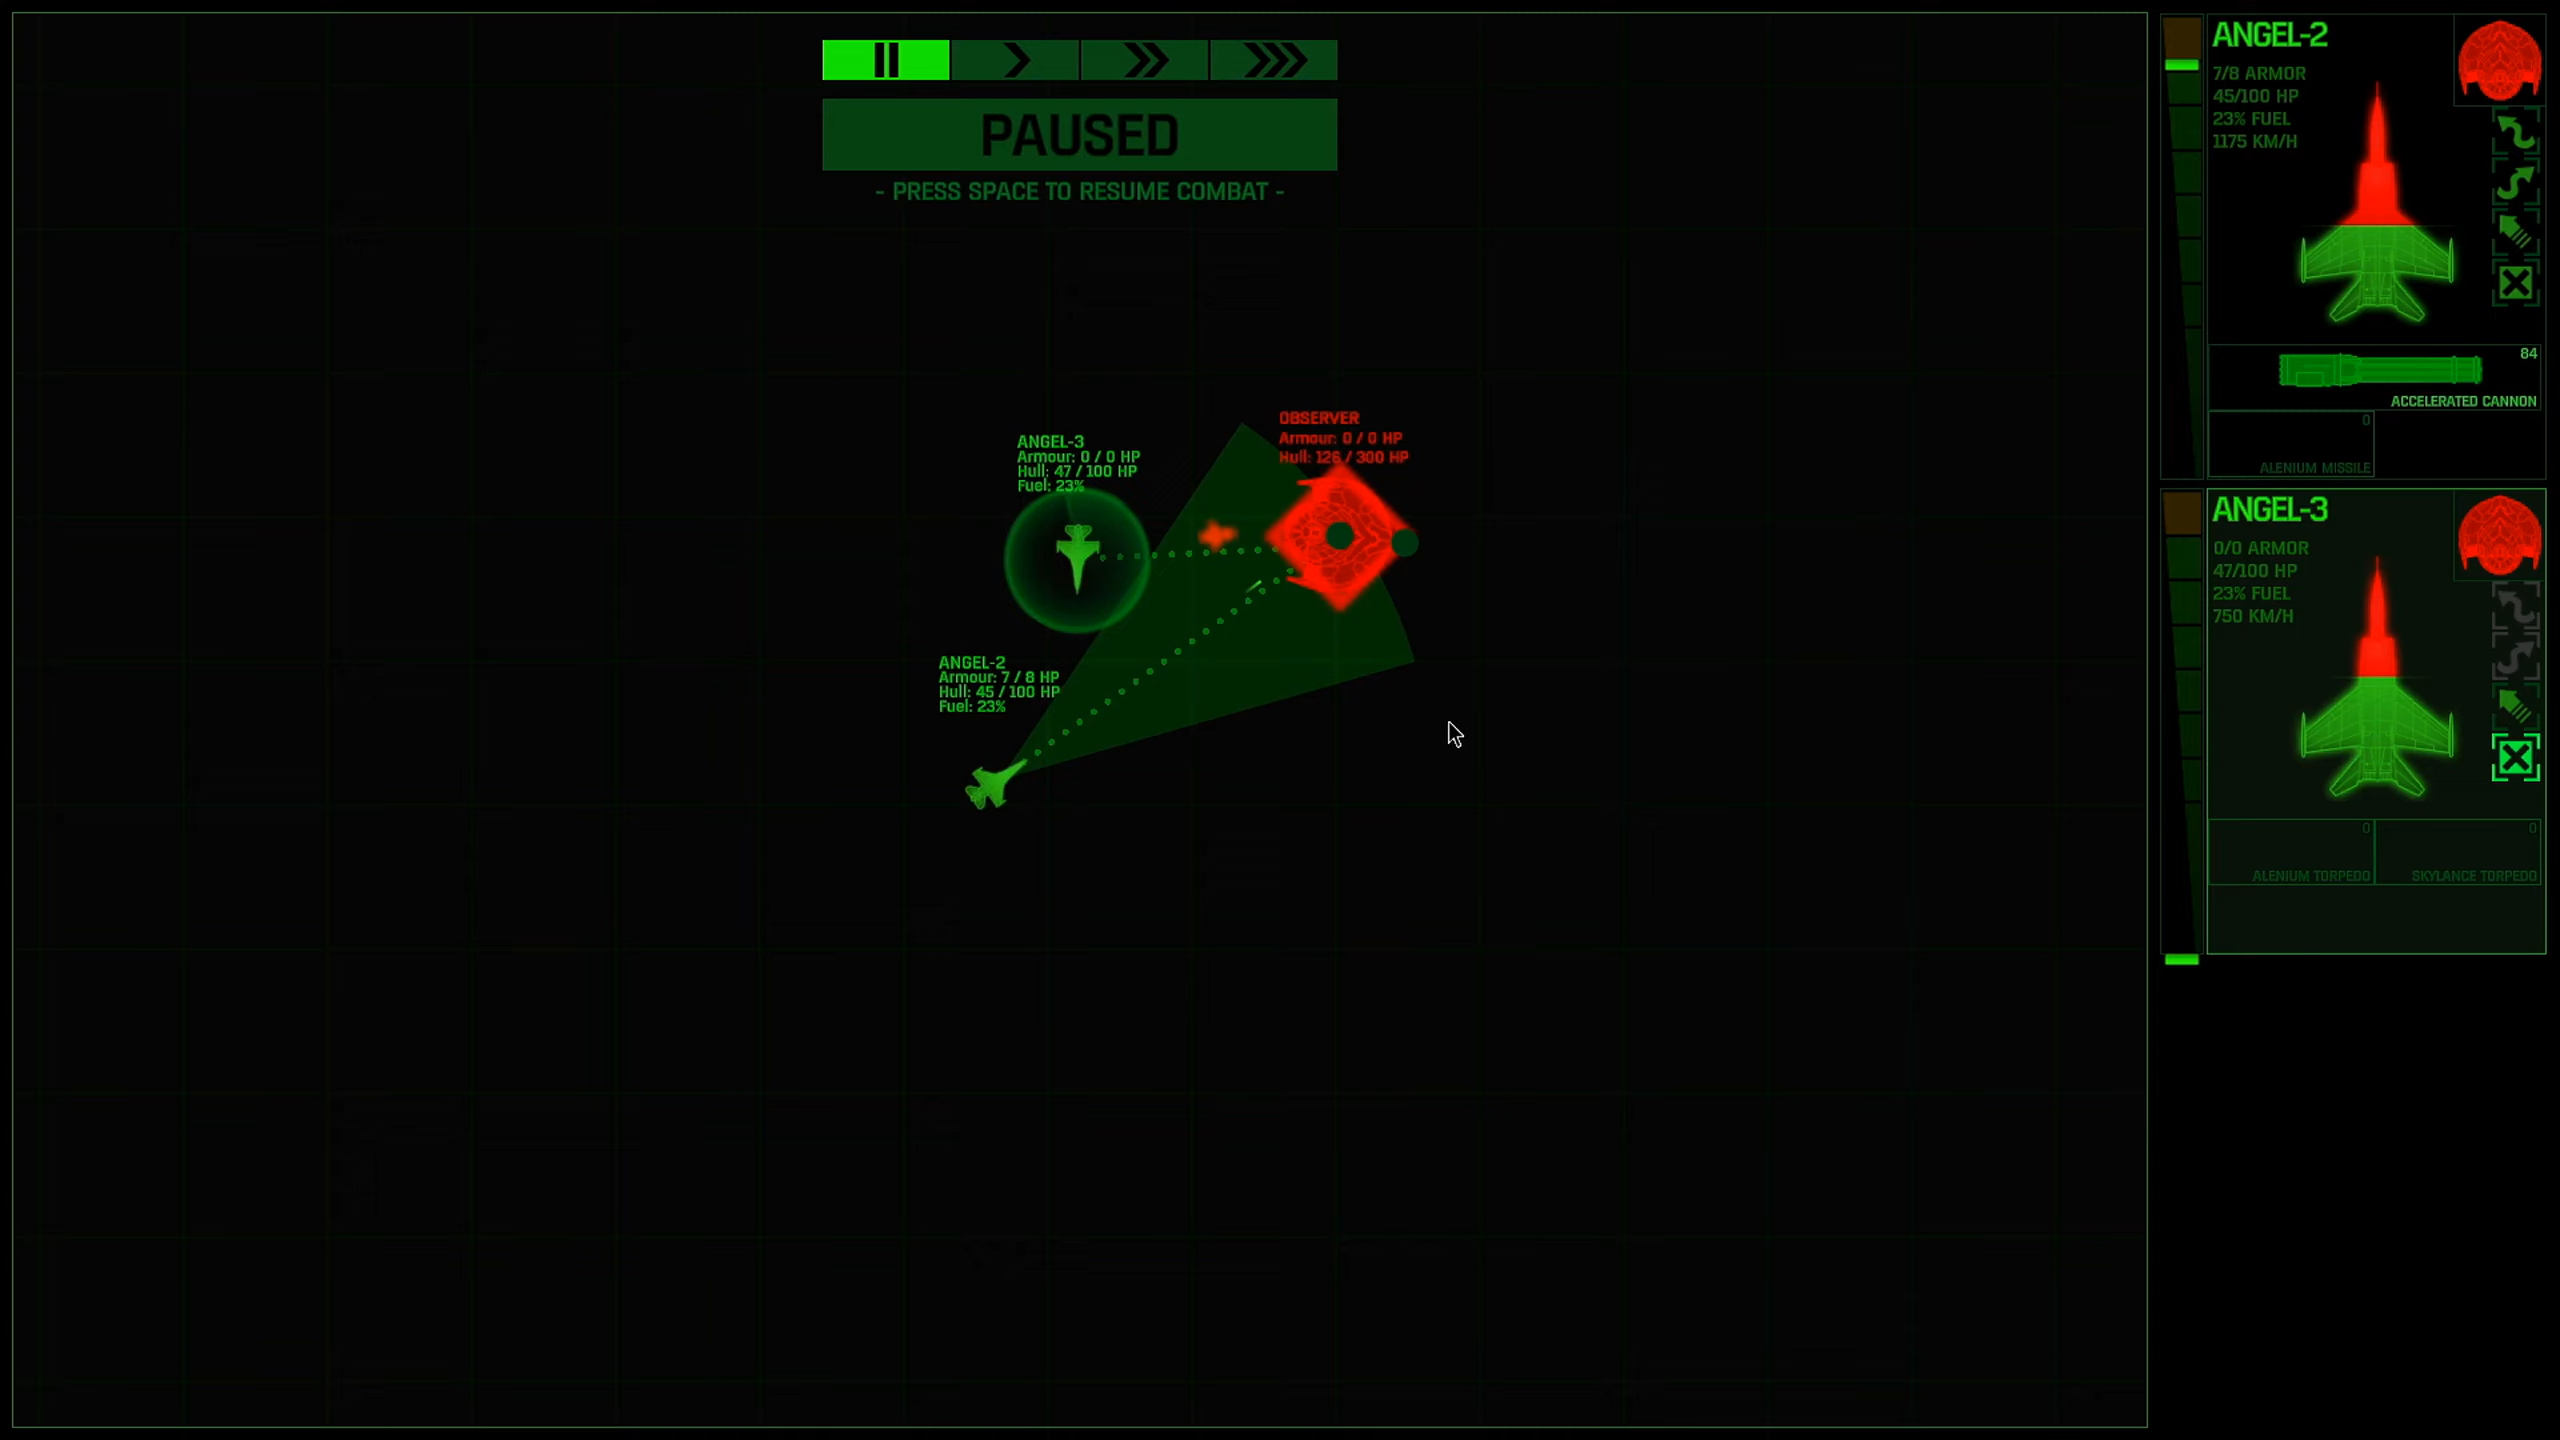 PAUSED
- PRESS SPACE TO RESUME COMBAT -
OBSERVER
Armour: 0 / 0 HP
Hull: 126 / 300 HP
ANGEL-3
Armour: 0 / 0 HP
Hull: 47 / 100 HP
Fuel: 23%
ANGEL-2
Armour: 7 / 8 HP
Hull: 45 / 100 HP
Fuel: 23%
ANGEL-2
7/8 ARMOR
45/100 HP
23% FUEL
1175 KM/H
84
ACCELERATED CANNON
0
ALENIUM MISSILE
ANGEL-3
0/0 ARMOR
47/100 HP
23% FUEL
750 KM/H
0
ALENIUM TORPEDO
0
SKYLANCE TORPEDO